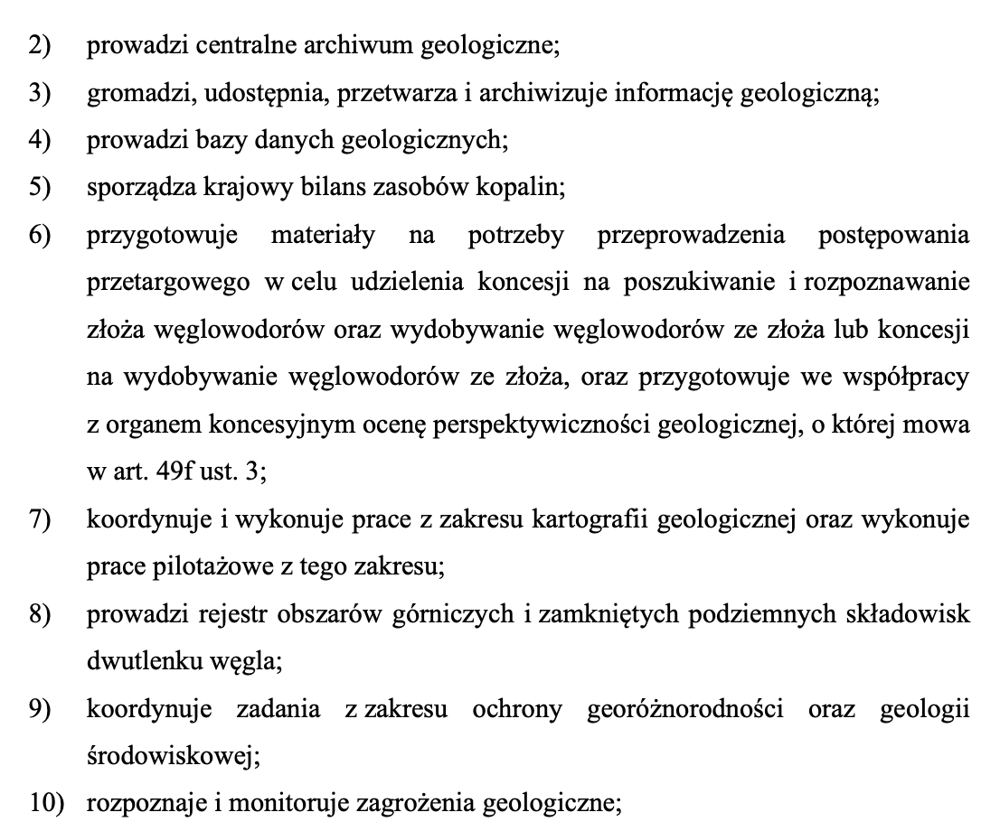 2) prowadzi centralne archiwum geologiczne;
3) gromadzi, udostępnia, przetwarza i archiwizuje informację geologiczną;
4) prowadzi bazy danych geologicznych;
5) sporządza krajowy bilans zasobów kopalin;
6) przygotowuje materiały na potrzeby przeprowadzenia postępowania
przetargowego w celu udzielenia koncesji na poszukiwanie i rozpoznawanie
złoża węglowodorów oraz wydobywanie węglowodorów ze złoża lub koncesji
na wydobywanie węglowodorów ze złoża, oraz przygotowuje we współpracy
z organem koncesyjnym ocenę perspektywiczności geologicznej, o której mowa
w art. 49f ust. 3;
7) koordynuje i wykonuje prace z zakresu kartografii geologicznej oraz wykonuje
prace pilotażowe z tego zakresu;
8) prowadzi rejestr obszarów górniczych i zamkniętych podziemnych składowisk
dwutlenku węgla;
9) koordynuje zadania z zakresu ochrony georóżnorodności oraz geologii
środowiskowej;
10) rozpoznaje i monitoruje zagrożenia geologiczne;